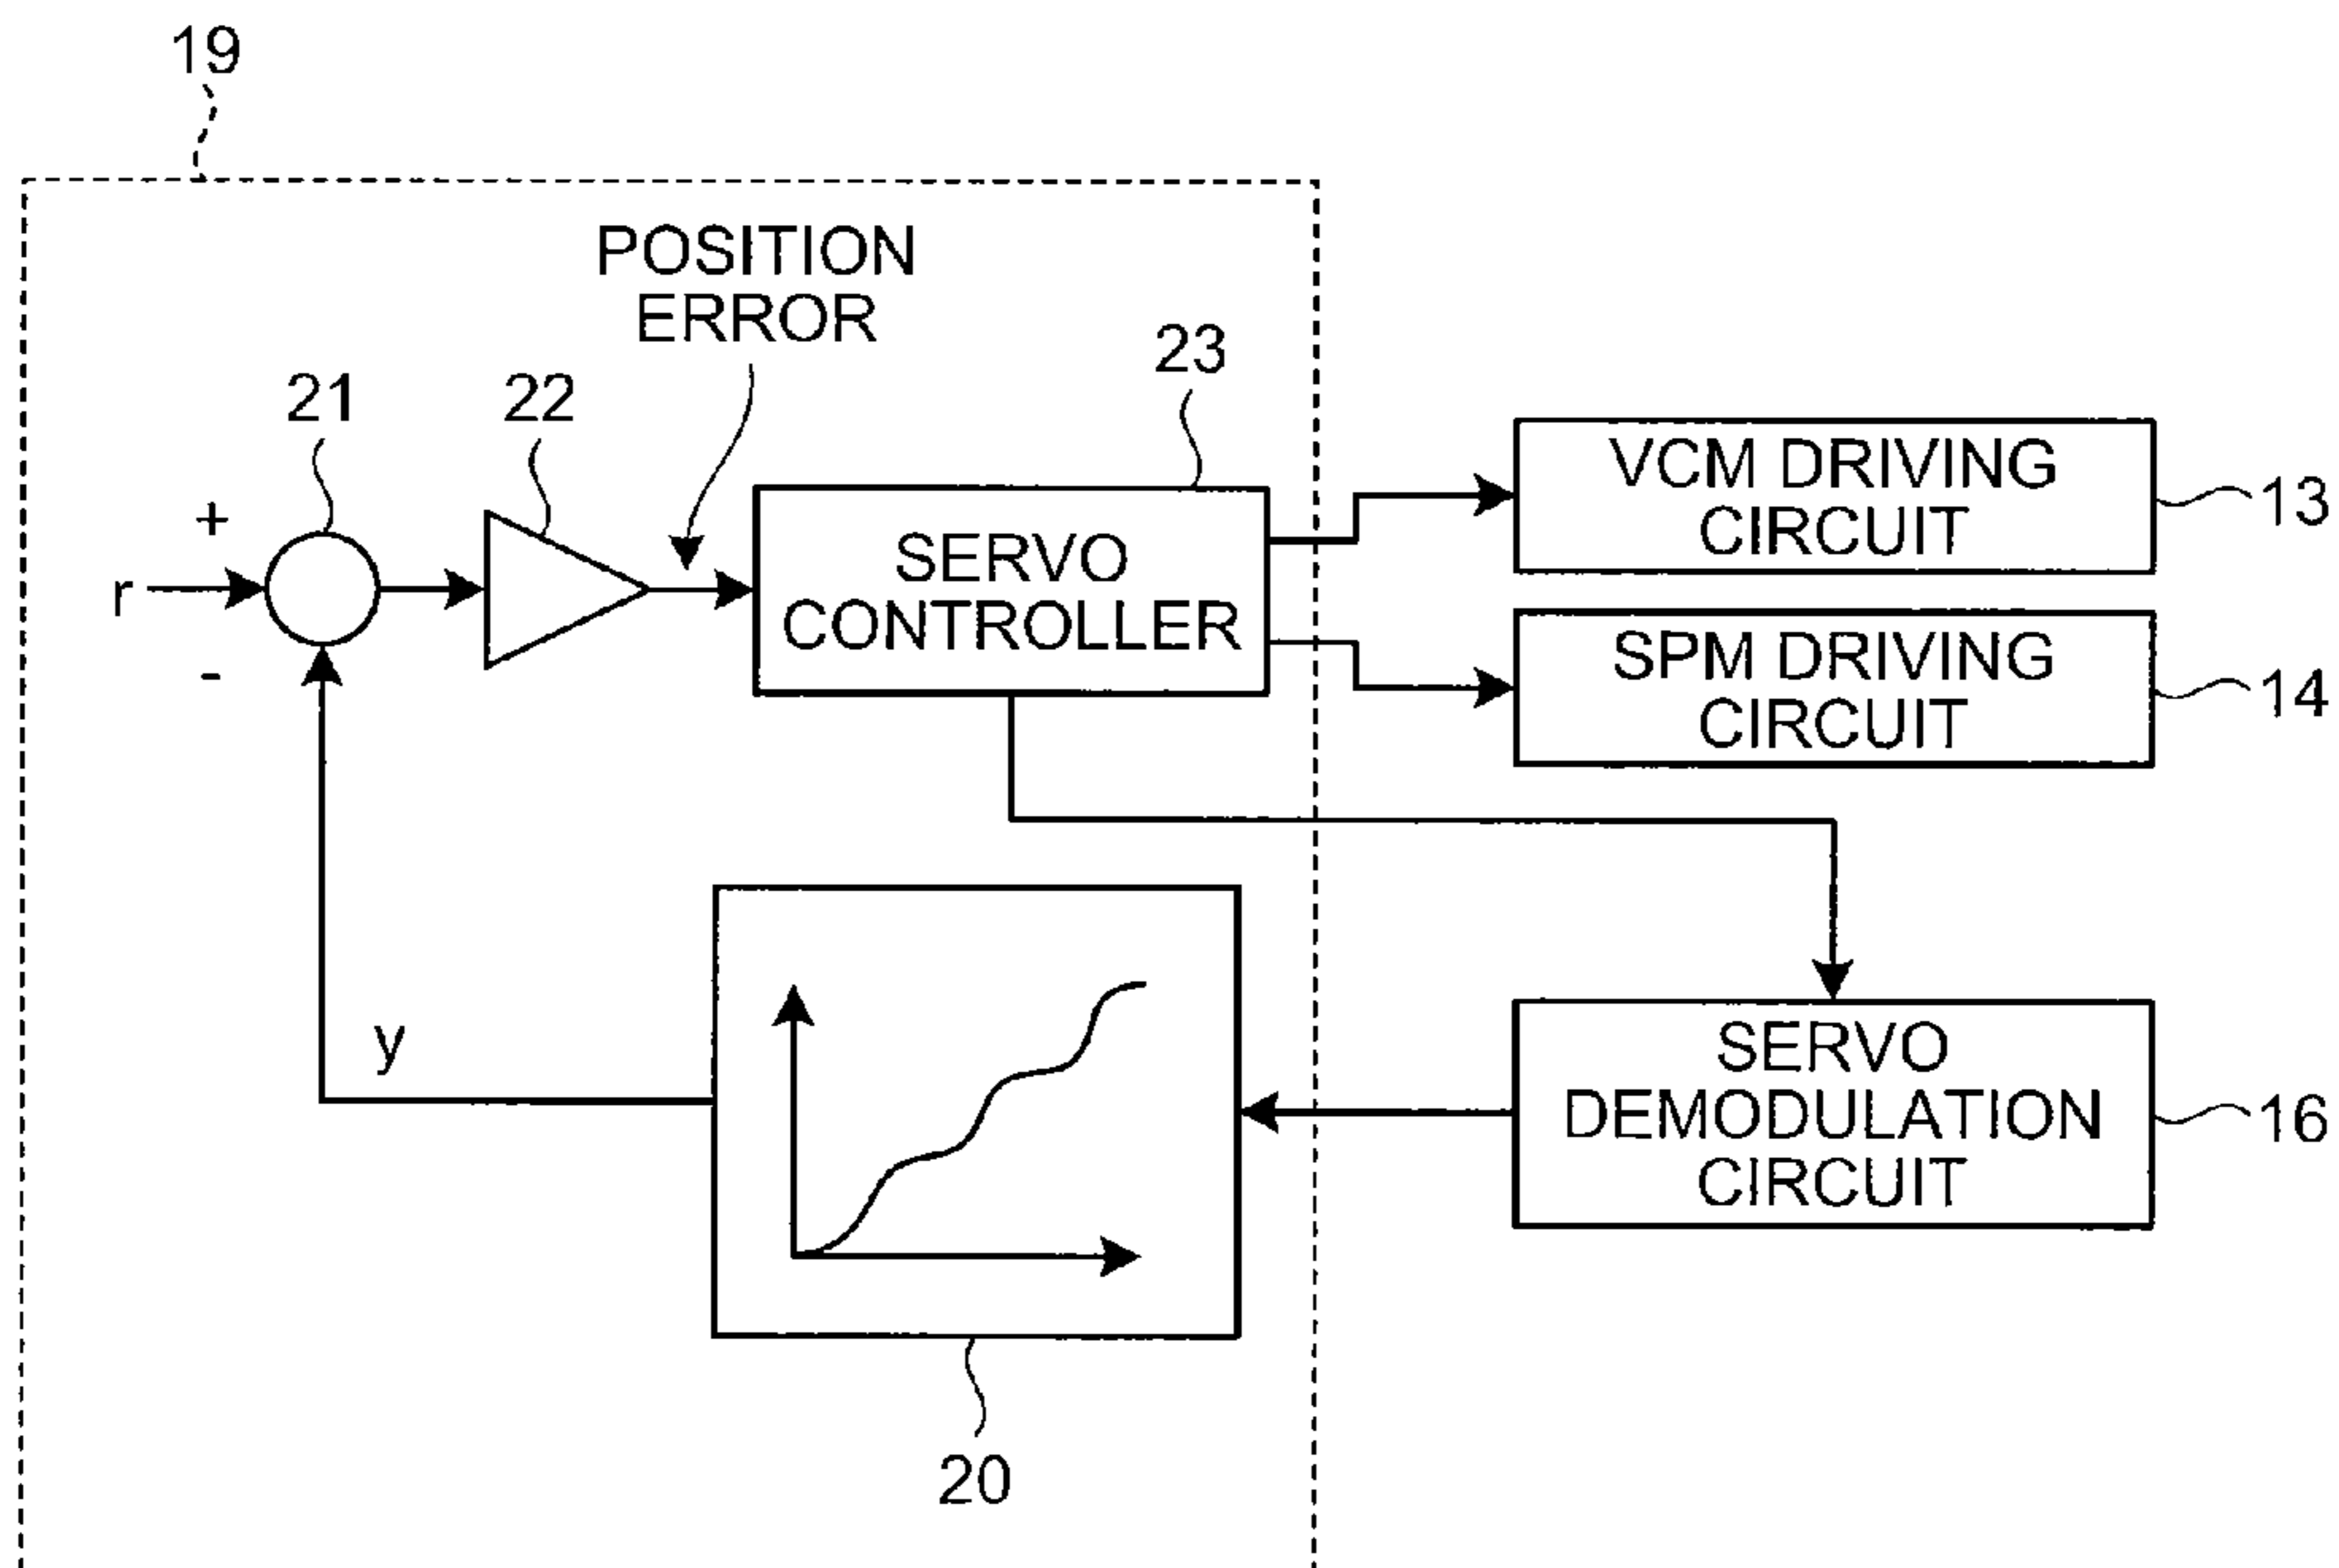 19
POSITION
ERROR
21
22
23
+
r
-
SERVO
CONTROLLER
VCM DRIVING
CIRCUIT
13
SPM DRIVING
CIRCUIT
14
y
SERVO
DEMODULATION
CIRCUIT
16
20